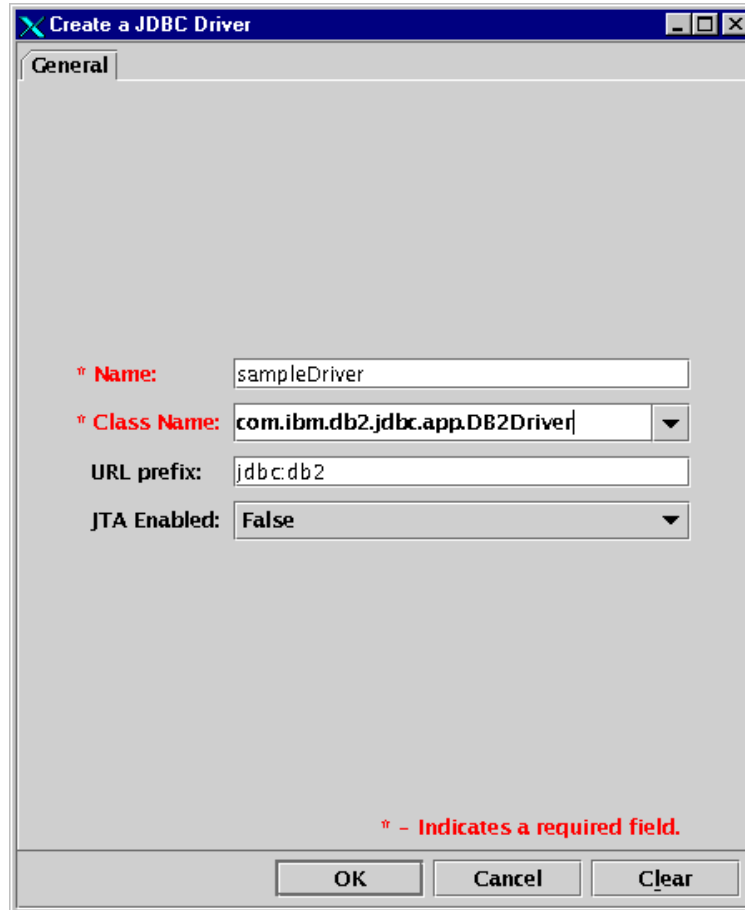 Create a JDBC Driver
General
* Name: sampleDriver
* Class Name: com.ibm.db2.jdbc.app.DB2Driver
URL prefix: jdbc:db2
JTA Enabled: False
* - Indicates a required field.
OK Cancel Clear